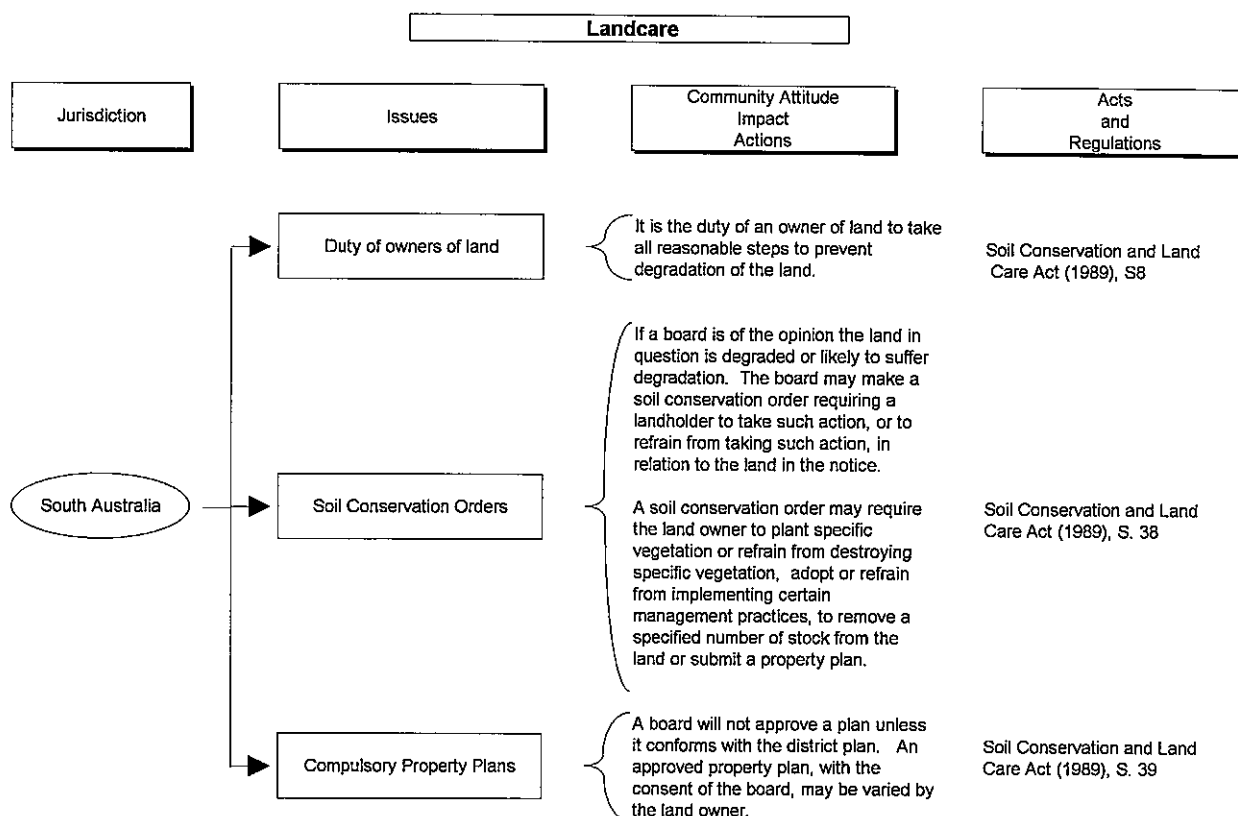 Landcare
Jurisdiction
Issues
Community Attitude
Impact
Actions
Acts
and
Regulations
South Australia
Duty of owners of land
It is the duty of an owner of land to take
all reasonable steps to prevent
degradation of the land.
Soil Conservation and Land
Care Act (1989), S8
Soil Conservation Orders
If a board is of the opinion the land in
question is degraded or likely to suffer
degradation. The board may make a
soil conservation order requiring a
landholder to take such action, or to
refrain from taking such action, in
relation to the land in the notice.
A soil conservation order may require
the land owner to plant specific
vegetation or refrain from destroying
specific vegetation, adopt or refrain
from implementing certain
management practices, to remove a
specified number of stock from the
land or submit a property plan.
Soil Conservation and Land
Care Act (1989), S. 38
Compulsory Property Plans
A board will not approve a plan unless
it conforms with the district plan. An
approved property plan, with the
consent of the board, may be varied by
the land owner.
Soil Conservation and Land
Care Act (1989), S. 39